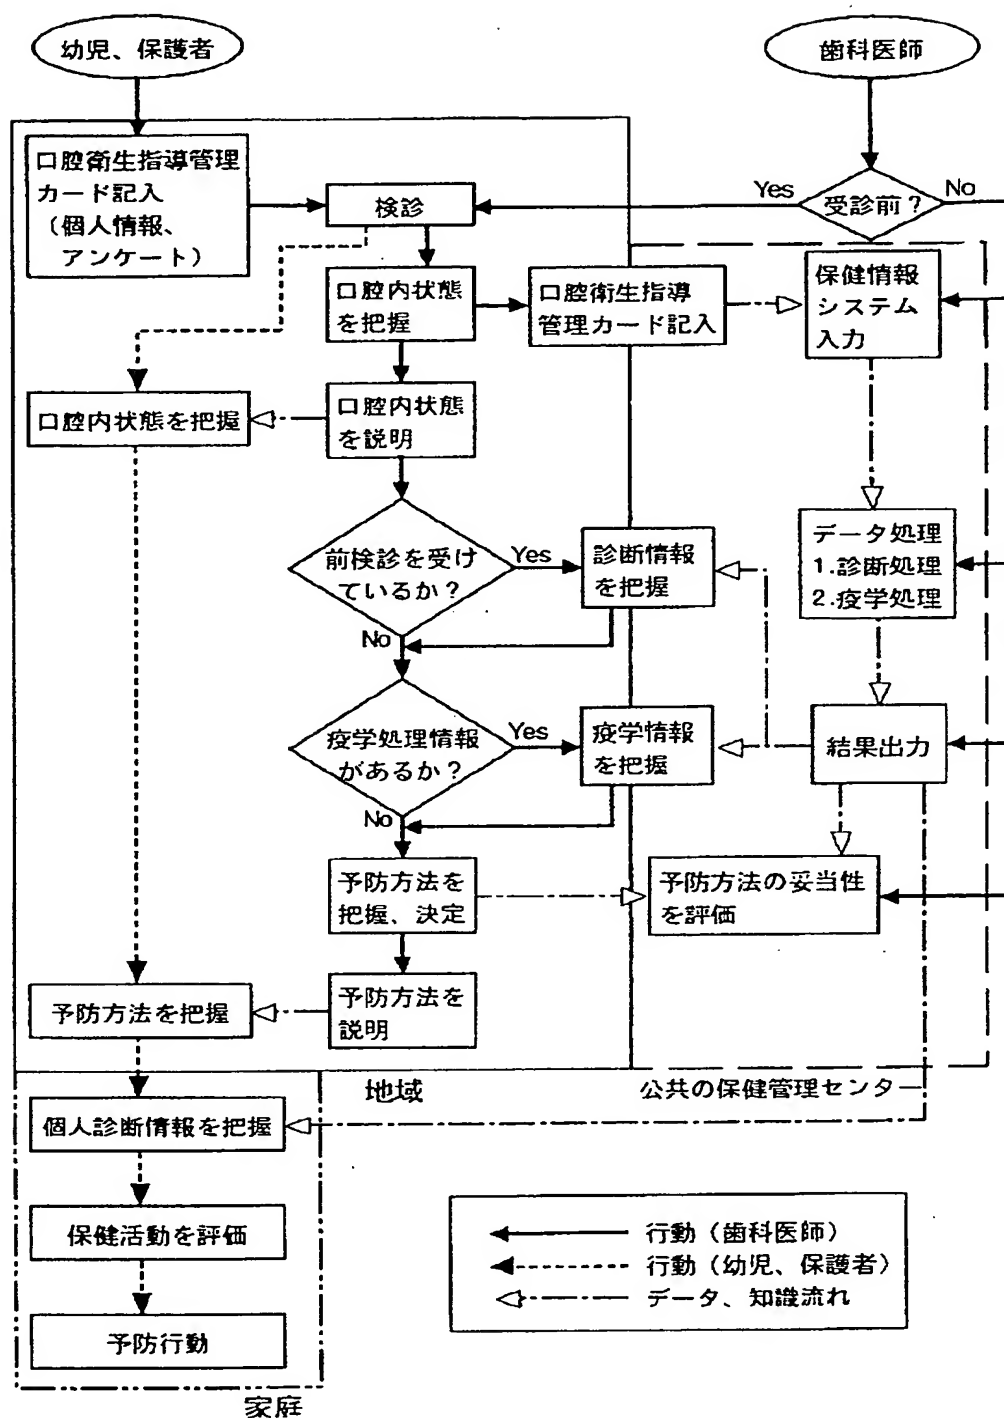 幼児、保護者
歯科医師
口腔衛生指導管理
カード記入
（個人情報、
アンケート）
検診
Yes
受診前？
No
口腔内状態
を把握
口腔衛生指導
管理カード記入
保健情報
システム
入力
口腔内状態を把握
口腔内状態
を説明
前検診を受け
ているか？
Yes
No
診断情報
を把握
データ処理
1.診断処理
2.疫学処理
疫学処理情報
があるか？
Yes
No
疫学情報
を把握
結果出力
予防方法を
把握、決定
予防方法の妥当性
を評価
予防方法を把握
予防方法を
説明
地域
公共の保健管理センター
個人診断情報を把握
保健活動を評価
予防行動
家庭
行動（歯科医師）
行動（幼児、保護者）
データ、知識流れ